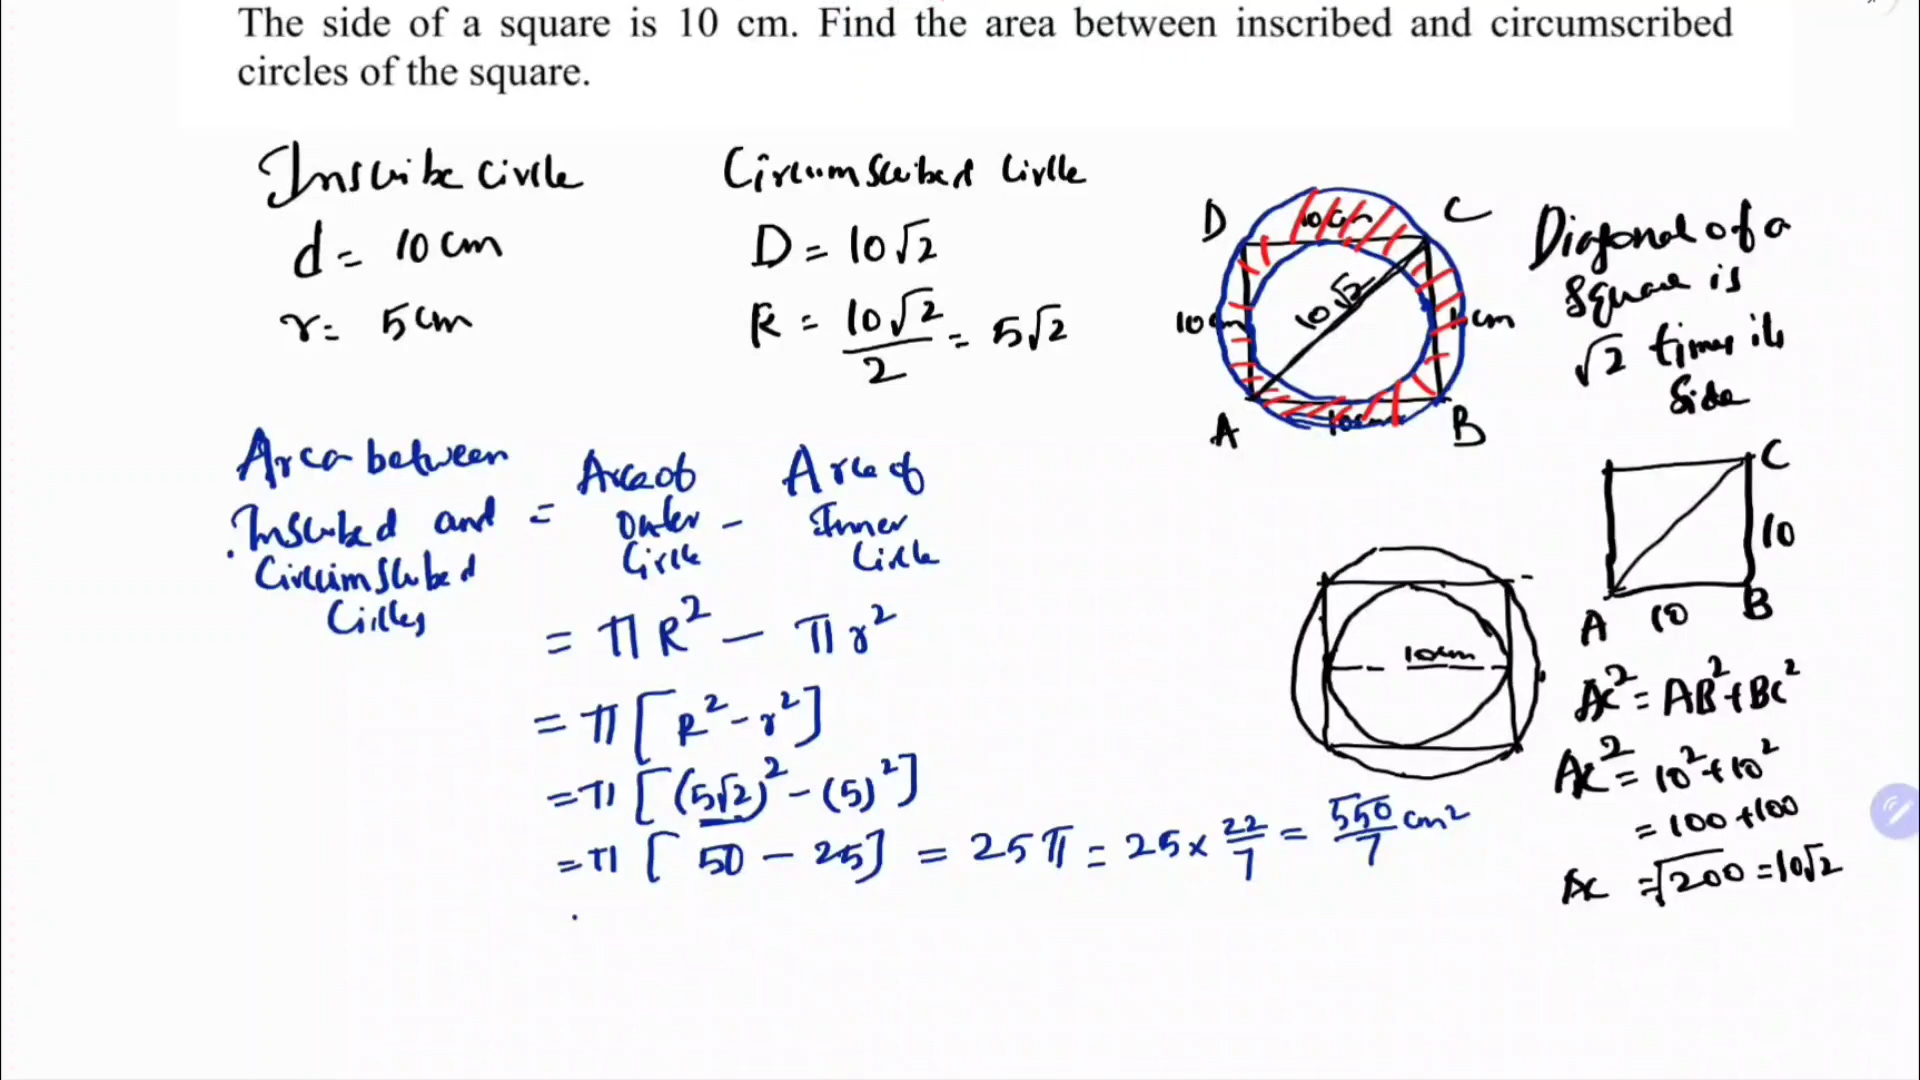 The side of a square is 10 cm. Find the area between inscribed and circumscribed
circles of the square.
Inscribe circle
d = 10 cm
r = 5 cm
Circumscribed Circle
D = 10√2
R = 10√2/2 = 5√2
D 10cm C
10cm 10√2 cm
A 10cm B
Diagonal of a
Square is
√2 times its
Side
Area between
Inscribed and
Circumscribed
Circles
= Area of
Outer
Circle
- Area of
Inner
Circle
= πR² - πr²
= π[R² - r²]
= π[(5√2)² - (5)²]
= π[50 - 25] = 25π = 25 × 22/7 = 550/7 cm²
10cm
C
10
A 10 B
AC² = AB² + BC²
AC² = 10² + 10²
= 100 + 100
AC = √200 = 10√2